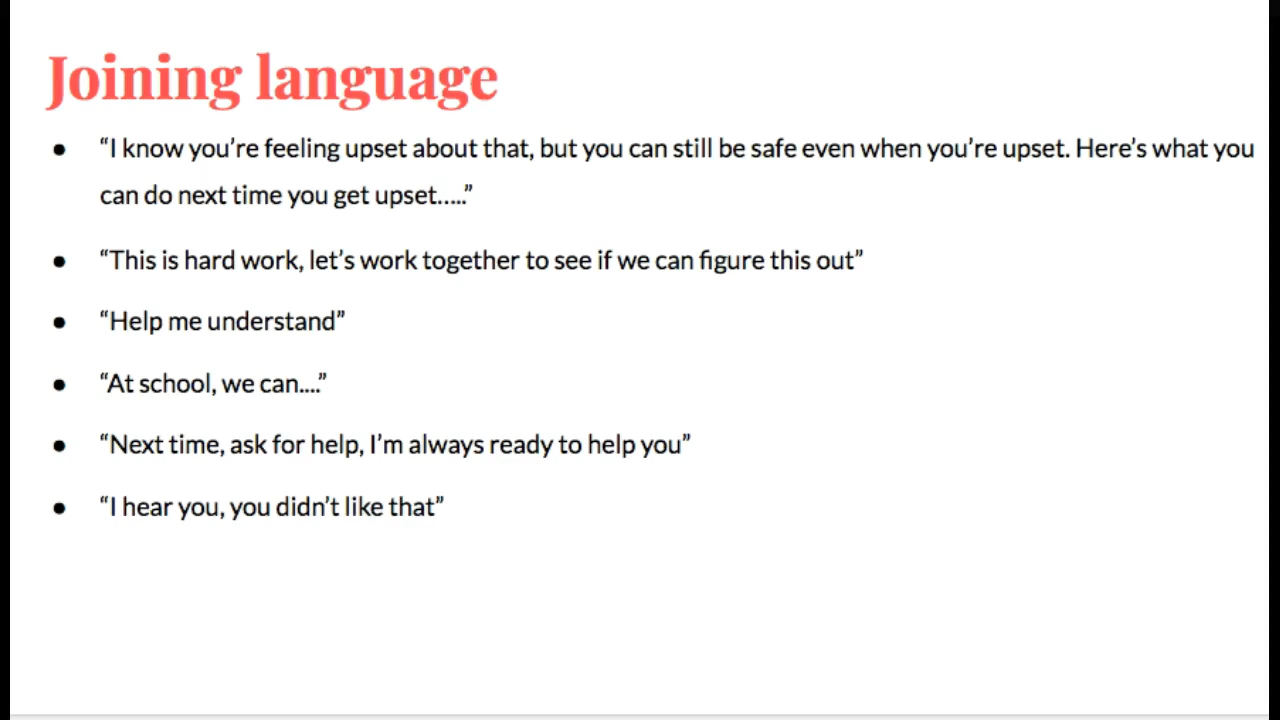 Joining language
● “I know you’re feeling upset about that, but you can still be safe even when you’re upset. Here’s what you
can do next time you get upset.....”
● “This is hard work, let’s work together to see if we can figure this out”
● “Help me understand”
● “At school, we can....”
● “Next time, ask for help, I’m always ready to help you”
● “I hear you, you didn’t like that”